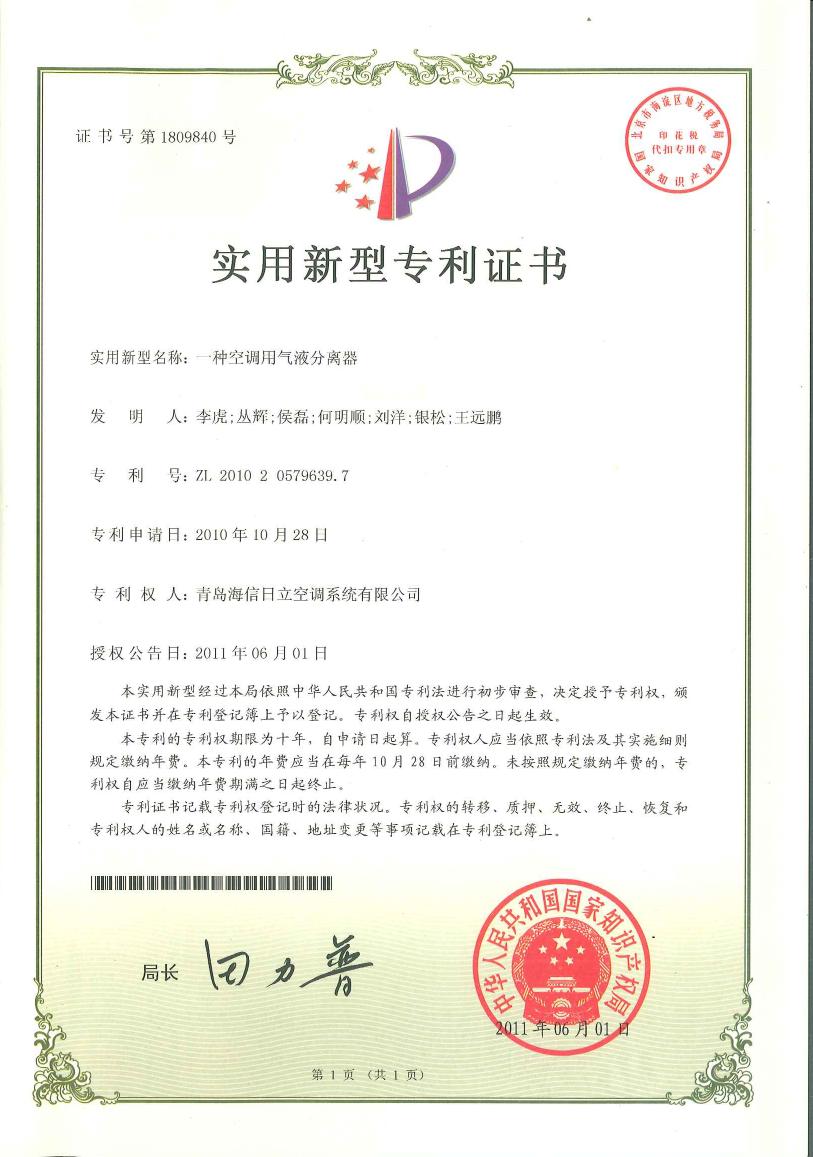 证书号第1809840号
北京市海淀区地方税务局
印花税
代扣专用章
国家知识产权局
实用新型专利证书
实用新型名称：一种空调用气液分离器
发明人：李虎;丛辉;侯磊;何明顺;刘洋;银松;王远鹏
专利号：ZL 2010 2 0579639.7
专利申请日：2010年10月28日
专利权人：青岛海信日立空调系统有限公司
授权公告日：2011年06月01日
本实用新型经过本局依照中华人民共和国专利法进行初步审查，决定授予专利权，颁
发本证书并在专利登记簿上予以登记。专利权自授权公告之日起生效。
本专利的专利权期限为十年，自申请日起算。专利权人应当依照专利法及其实施细则
规定缴纳年费。本专利的年费应当在每年10月28日前缴纳。未按照规定缴纳年费的，专
利权自应当缴纳年费期满之日起终止。
专利证书记载专利权登记时的法律状况。专利权的转移、质押、无效、终止、恢复和
专利权人的姓名或名称、国籍、地址变更等事项记载在专利登记簿上。
局长 田力普
中华人民共和国国家知识产权局
2011年06月01日
第1页（共1页）